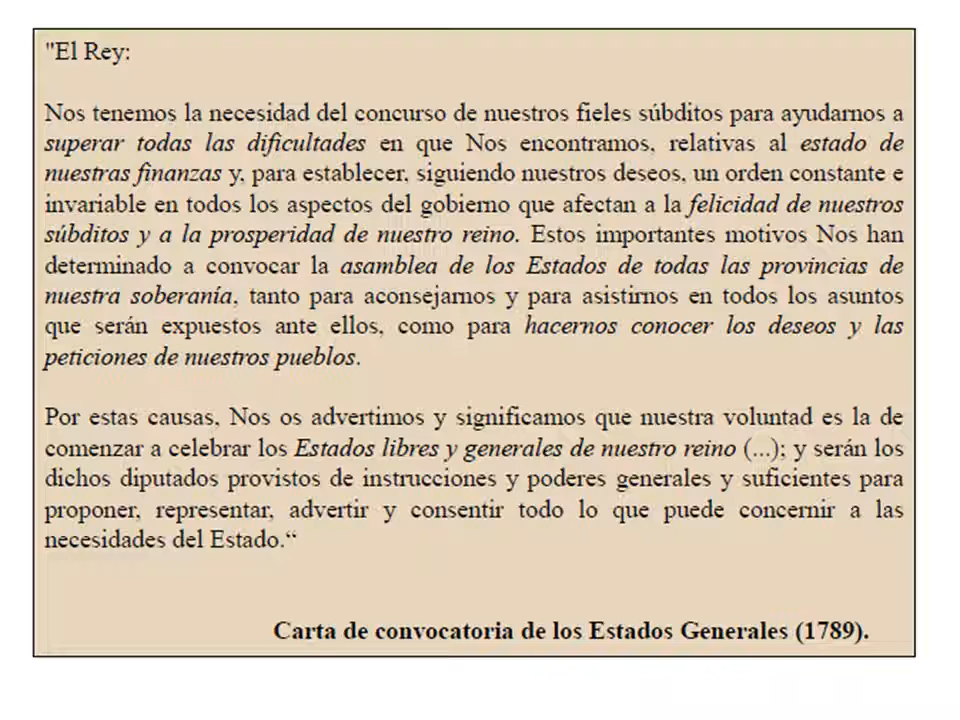 "El Rey:
Nos tenemos la necesidad del concurso de nuestros fieles súbditos para ayudarnos a
superar todas las dificultades en que Nos encontramos, relativas al estado de
nuestras finanzas y, para establecer, siguiendo nuestros deseos, un orden constante e
invariable en todos los aspectos del gobierno que afectan a la felicidad de nuestros
súbditos y a la prosperidad de nuestro reino. Estos importantes motivos Nos han
determinado a convocar la asamblea de los Estados de todas las provincias de
nuestra soberanía, tanto para aconsejarnos y para asistirnos en todos los asuntos
que serán expuestos ante ellos, como para hacernos conocer los deseos y las
peticiones de nuestros pueblos.
Por estas causas, Nos os advertimos y significamos que nuestra voluntad es la de
comenzar a celebrar los Estados libres y generales de nuestro reino (...); y serán los
dichos diputados provistos de instrucciones y poderes generales y suficientes para
proponer, representar, advertir y consentir todo lo que puede concernir a las
necesidades del Estado.“
Carta de convocatoria de los Estados Generales (1789).